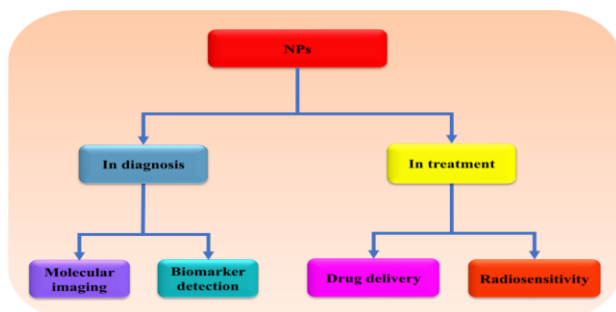 NPs
In diagnosis
In treatment
Molecular
imaging
Biomarker
detection
Drug delivery
Radiosensitivity